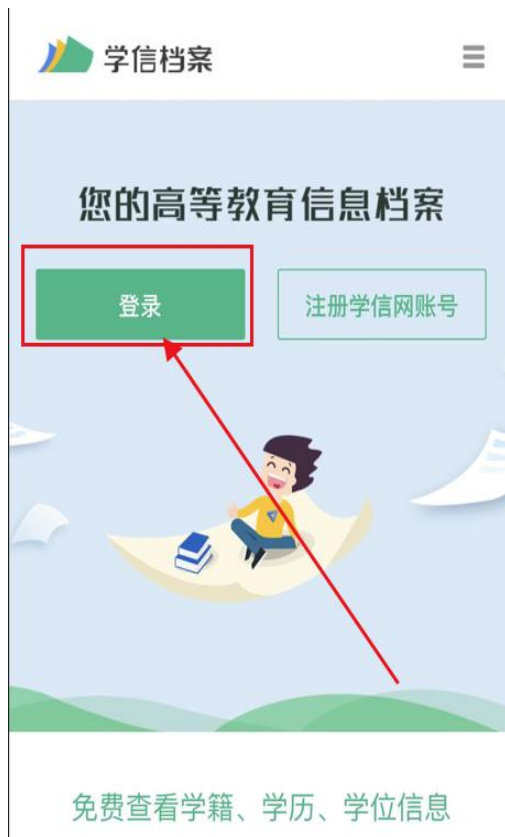 学信档案
您的高等教育信息档案
登录
注册学信网账号
免费查看学籍、学历、学位信息